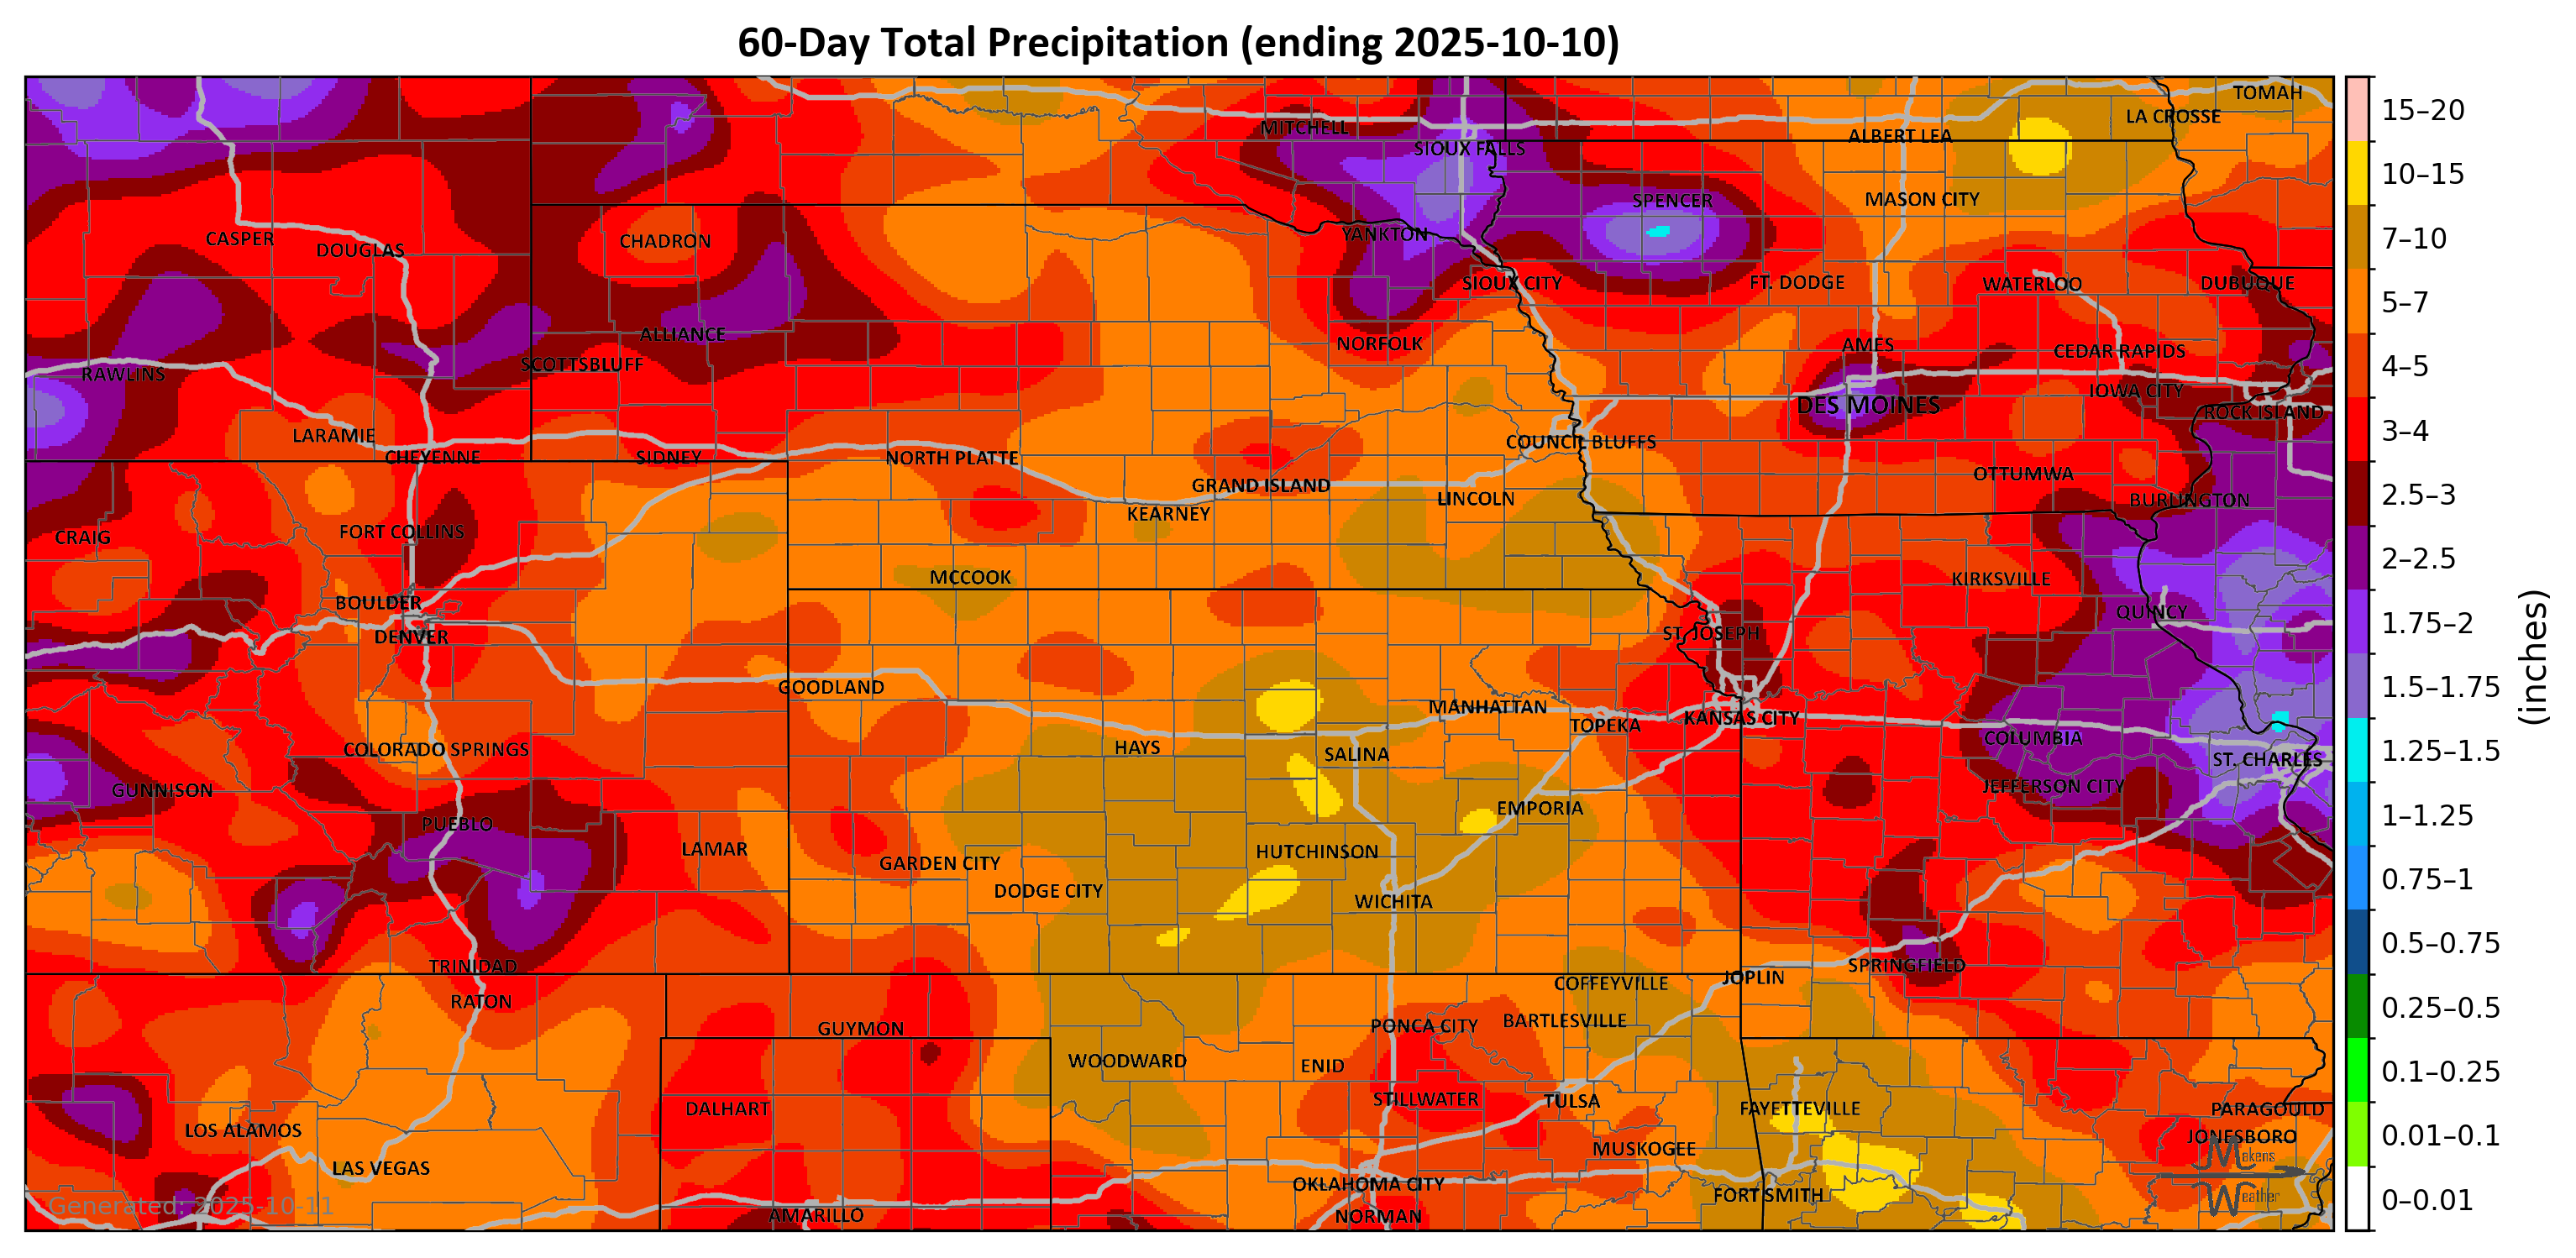 60-Day Total Precipitation (ending 2025-10-10)
TOMAH
LA CROSSE
MITCHELL
ALBERT LEA
SIOUX FALLS
SPENCER
MASON CITY
YANKTON
CASPER
CHADRON
DOUGLAS
SIOUX CITY
FT. DODGE
WATERLOO
DUBUQUE
ALLIANCE
NORFOLK
AMES
CEDAR RAPIDS
SCOTTSBLUFF
RAWLINS
IOWA CITY
DES MOINES
ROCK ISLAND
LARAMIE
COUNCIL BLUFFS
CHEYENNE
SIDNEY
NORTH PLATTE
OTTUMWA
GRAND ISLAND
LINCOLN
BURLINGTON
KEARNEY
FORT COLLINS
CRAIG
MCCOOK
KIRKSVILLE
BOULDER
QUINCY
DENVER
ST. JOSEPH
GOODLAND
MANHATTAN
TOPEKA
KANSAS CITY
COLUMBIA
COLORADO SPRINGS
HAYS
SALINA
ST. CHARLES
GUNNISON
JEFFERSON CITY
EMPORIA
PUEBLO
LAMAR
HUTCHINSON
GARDEN CITY
DODGE CITY
WICHITA
TRINIDAD
SPRINGFIELD
JOPLIN
COFFEYVILLE
RATON
GUYMON
PONCA CITY
BARTLESVILLE
WOODWARD
ENID
STILLWATER
TULSA
DALHART
FAYETTEVILLE
PARAGOULD
LOS ALAMOS
JONESBORO
MUSKOGEE
LAS VEGAS
OKLAHOMA CITY
FORT SMITH
AMARILLO
NORMAN
Generated: 2025-10-11
Makens
Weather
15–20
10–15
7–10
5–7
4–5
3–4
2.5–3
2–2.5
1.75–2
1.5–1.75
1.25–1.5
1–1.25
0.75–1
0.5–0.75
0.25–0.5
0.1–0.25
0.01–0.1
0–0.01
(inches)